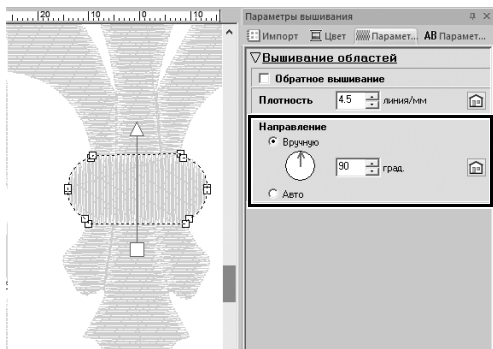 20 10 0 10
Параметры вышивания
Импорт Цвет Парамет... AB Парамет...
Вышивание областей
Обратное вышивание
Плотность 4.5 линия/мм
Направление
Вручную
90 град.
Авто